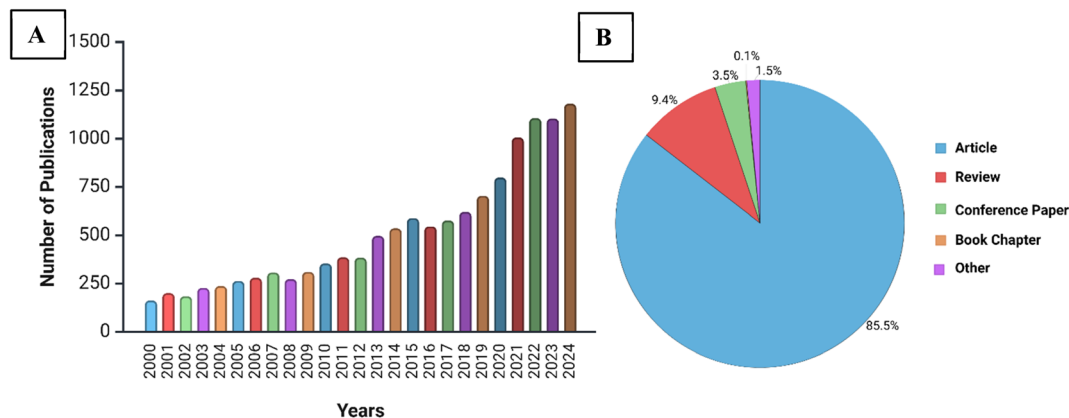 A
1500
1250
1000
750
500
250
0
Number of Publications
2000 2001 2002 2003 2004 2005 2006 2007 2008 2009 2010 2011 2012 2013 2014 2015 2016 2017 2018 2019 2020 2021 2022 2023 2024
Years
B
0.1%
3.5% 1.5%
9.4%
85.5%
Article
Review
Conference Paper
Book Chapter
Other